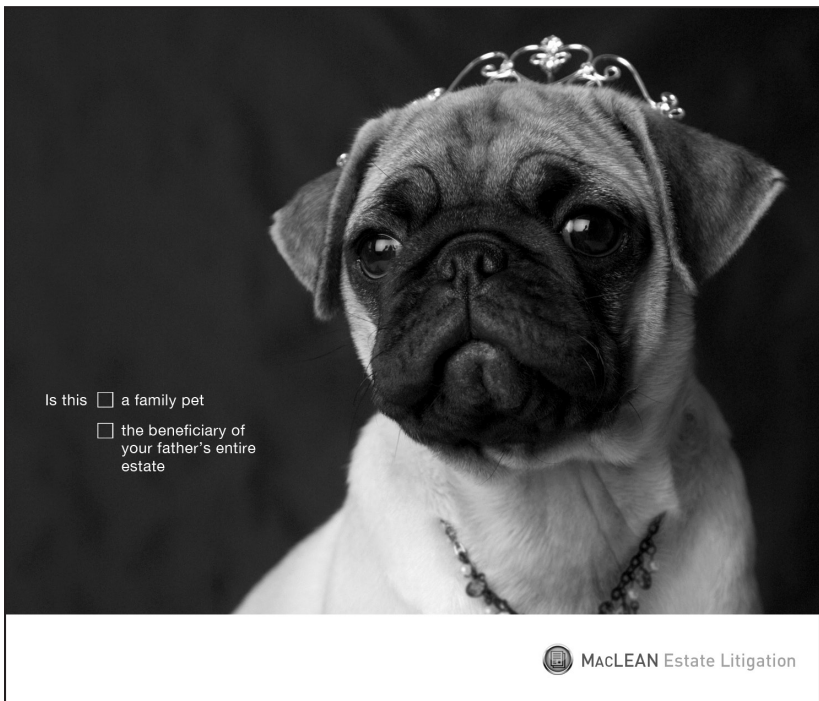 Is this ☐ a family pet
☐ the beneficiary of
your father's entire
estate
MACLEAN Estate Litigation